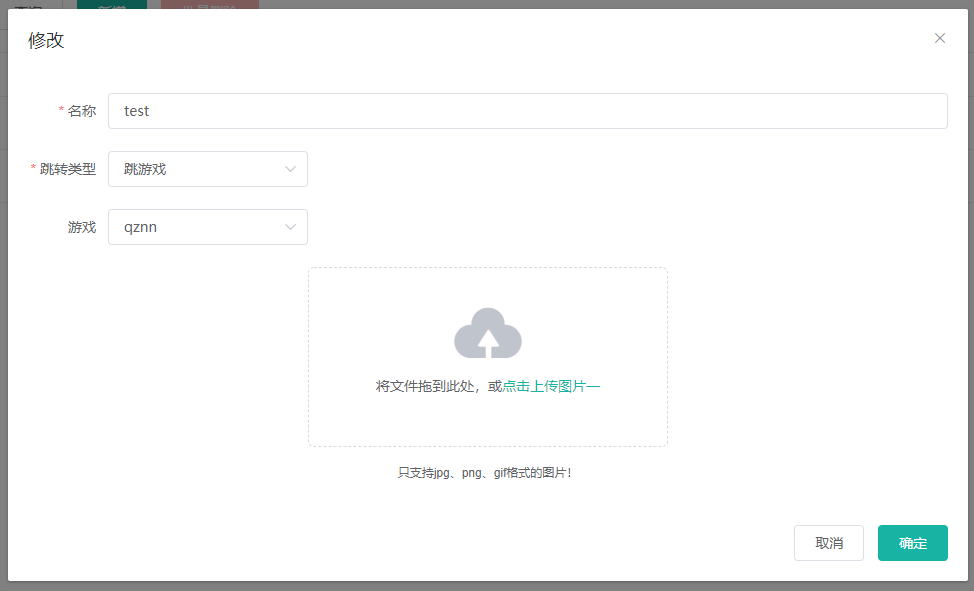 修改
* 名称 test
* 跳转类型 跳游戏
游戏 qznn
将文件拖到此处，或点击上传图片一
只支持jpg、png、gif格式的图片！
取消 确定